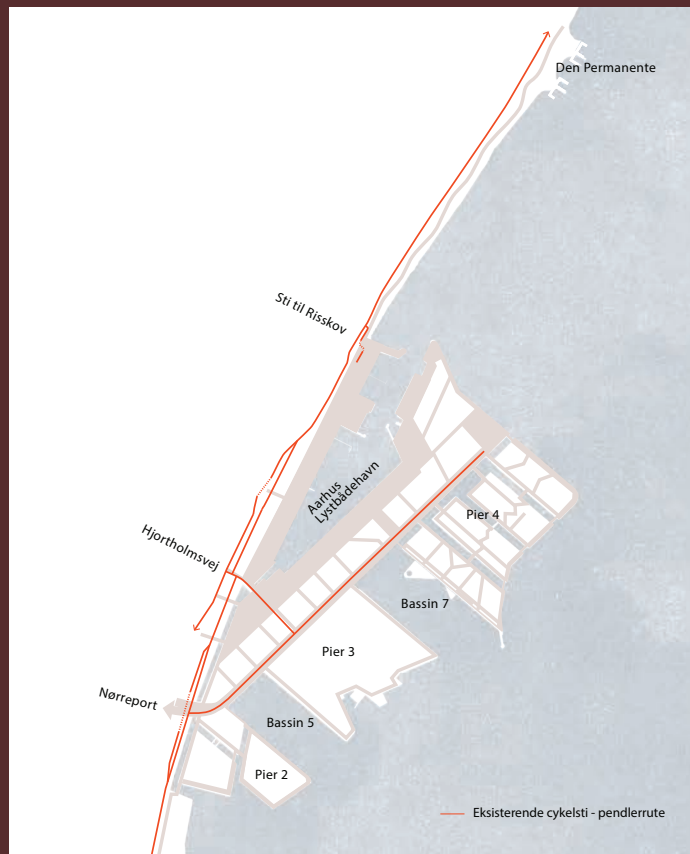 Den Permanente
Sti til Risskov
Aarhus
Lystbådehavn
Pier 4
Hjortholmsvej
Bassin 7
Pier 3
Nørreport
Bassin 5
Pier 2
Eksisterende cykelsti - pendlerrute